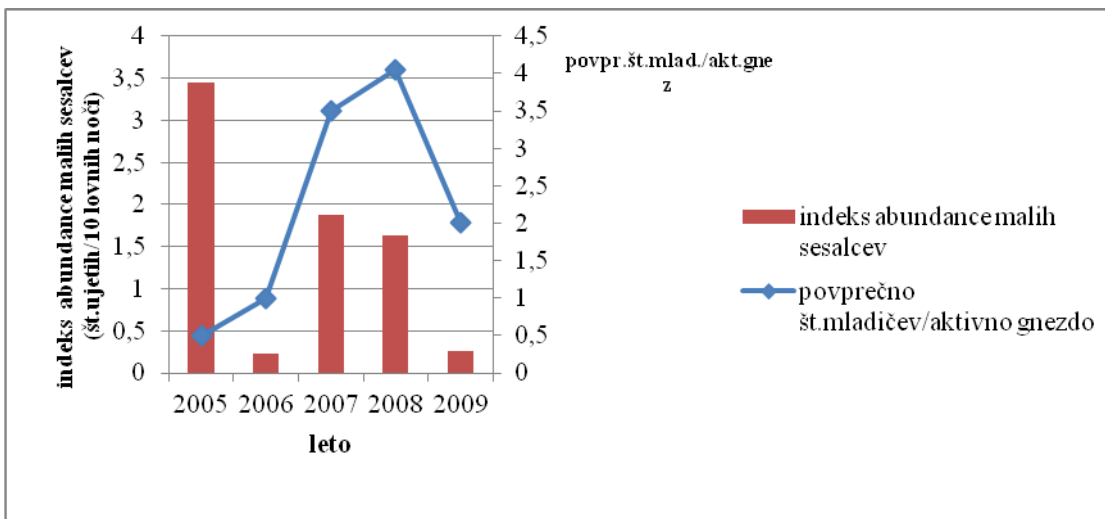 indeks abundance malih sesalcev
(št.ujetih/10 lovnih noči)
4
3,5
3
2,5
2
1,5
1
0,5
0
4,5
4
3,5
3
2,5
2
1,5
1
0,5
0
povpr.št.mlad./akt.gne
z
2005 2006 2007 2008 2009
leto
indeks abundance malih
sesalcev
povprečno
št.mladičev/aktivno gnezdo